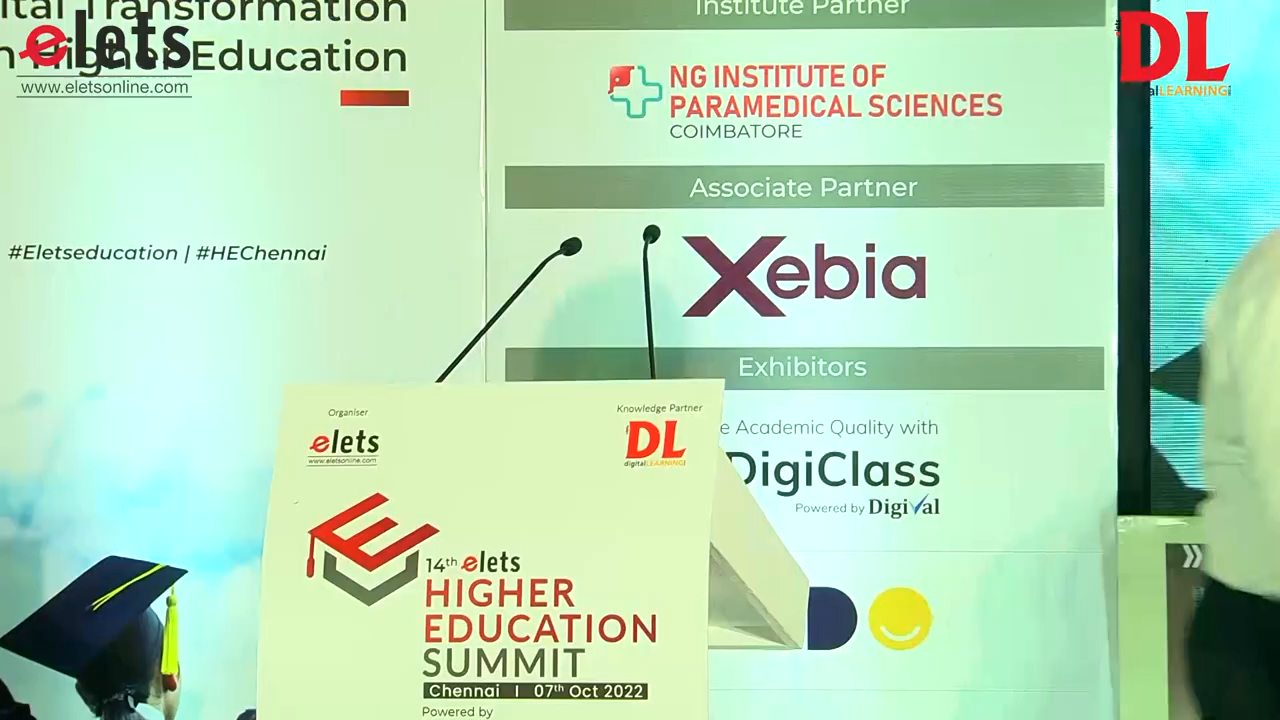 ital Transformation
n Higher Education
elets
www.eletsonline.com
#Eletseducation | #HEChennai
Institute Partner
NG INSTITUTE OF
PARAMEDICAL SCIENCES
COIMBATORE
Associate Partner
Xebia
Exhibitors
e Academic Quality with
DigiClass
Powered by DigiVal
DL
alLEARNING
Organiser
elets
www.eletsonline.com
Knowledge Partner
DL
digitalLEARNING
14th elets
HIGHER
EDUCATION
SUMMIT
Chennai | 07th Oct 2022
Powered by